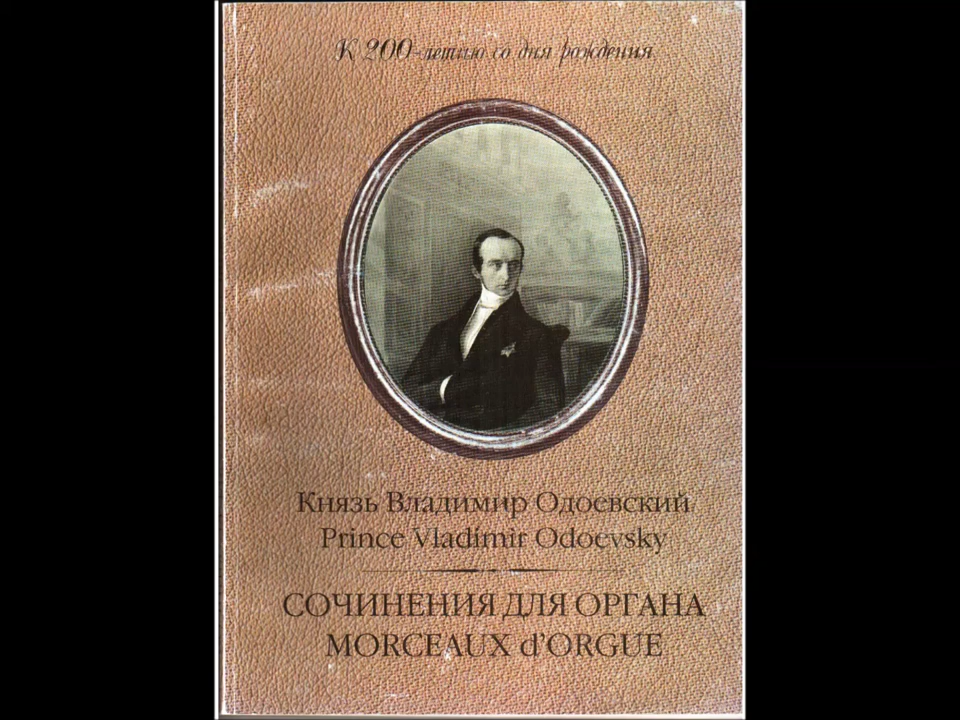 К 200-летию со дня рождения
Князь Владимир Одоевский
Prince Vladimir Odoevsky
СОЧИНЕНИЯ ДЛЯ ОРГАНА
MORCEAUX d'ORGUE